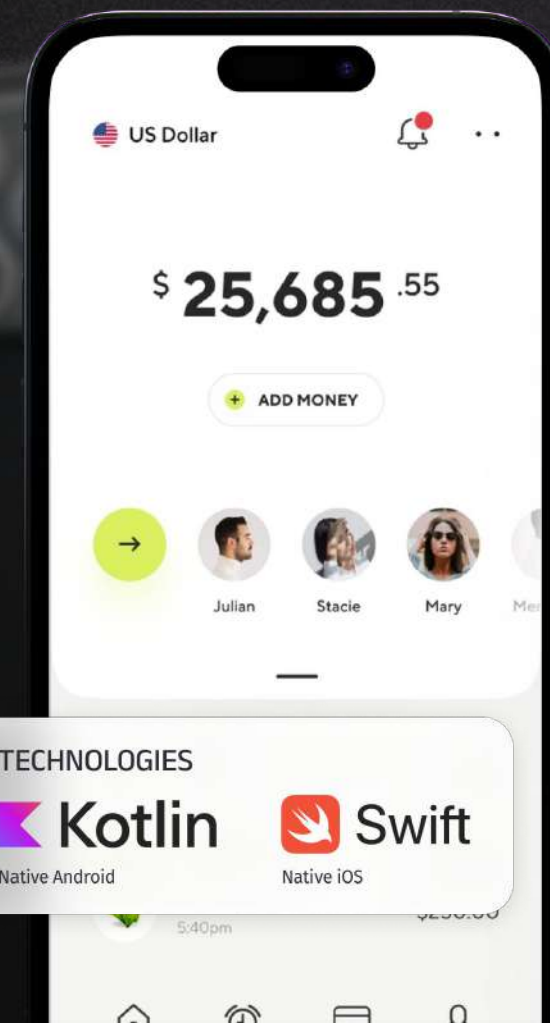 US Dollar
$ 25,685 .55
+ ADD MONEY
Julian Stacie Mary
TECHNOLOGIES
Kotlin Swift
Native Android Native iOS
5:40pm